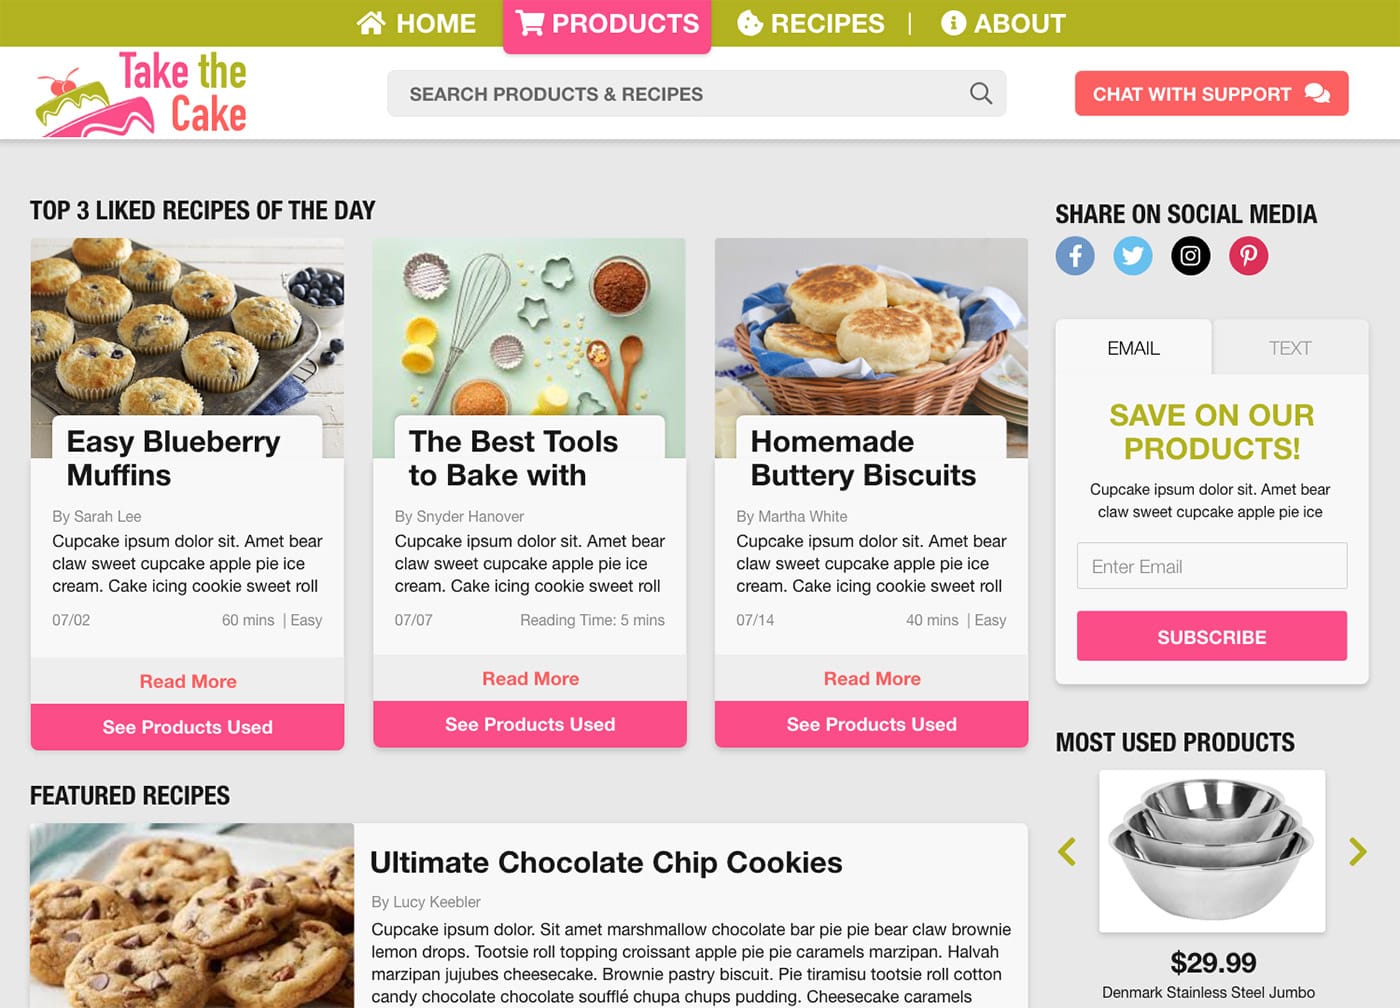 HOME
PRODUCTS
RECIPES
|
ABOUT
Take the
Cake
SEARCH PRODUCTS & RECIPES
CHAT WITH SUPPORT
TOP 3 LIKED RECIPES OF THE DAY
Easy Blueberry
Muffins
By Sarah Lee
Cupcake ipsum dolor sit. Amet bear
claw sweet cupcake apple pie ice
cream. Cake icing cookie sweet roll
07/02
60 mins | Easy
Read More
See Products Used
The Best Tools
to Bake with
By Snyder Hanover
Cupcake ipsum dolor sit. Amet bear
claw sweet cupcake apple pie ice
cream. Cake icing cookie sweet roll
07/07
Reading Time: 5 mins
Read More
See Products Used
Homemade
Buttery Biscuits
By Martha White
Cupcake ipsum dolor sit. Amet bear
claw sweet cupcake apple pie ice
cream. Cake icing cookie sweet roll
07/14
40 mins | Easy
Read More
See Products Used
FEATURED RECIPES
Ultimate Chocolate Chip Cookies
By Lucy Keebler
Cupcake ipsum dolor. Sit amet marshmallow chocolate bar pie pie bear claw brownie
lemon drops. Tootsie roll topping croissant apple pie pie caramels marzipan. Halvah
marzipan jujubes cheesecake. Brownie pastry biscuit. Pie tiramisu tootsie roll cotton
candy chocolate chocolate soufflé chupa chups pudding. Cheesecake caramels
SHARE ON SOCIAL MEDIA
EMAIL
TEXT
SAVE ON OUR
PRODUCTS!
Cupcake ipsum dolor sit. Amet bear
claw sweet cupcake apple pie ice
Enter Email
SUBSCRIBE
MOST USED PRODUCTS
$29.99
Denmark Stainless Steel Jumbo